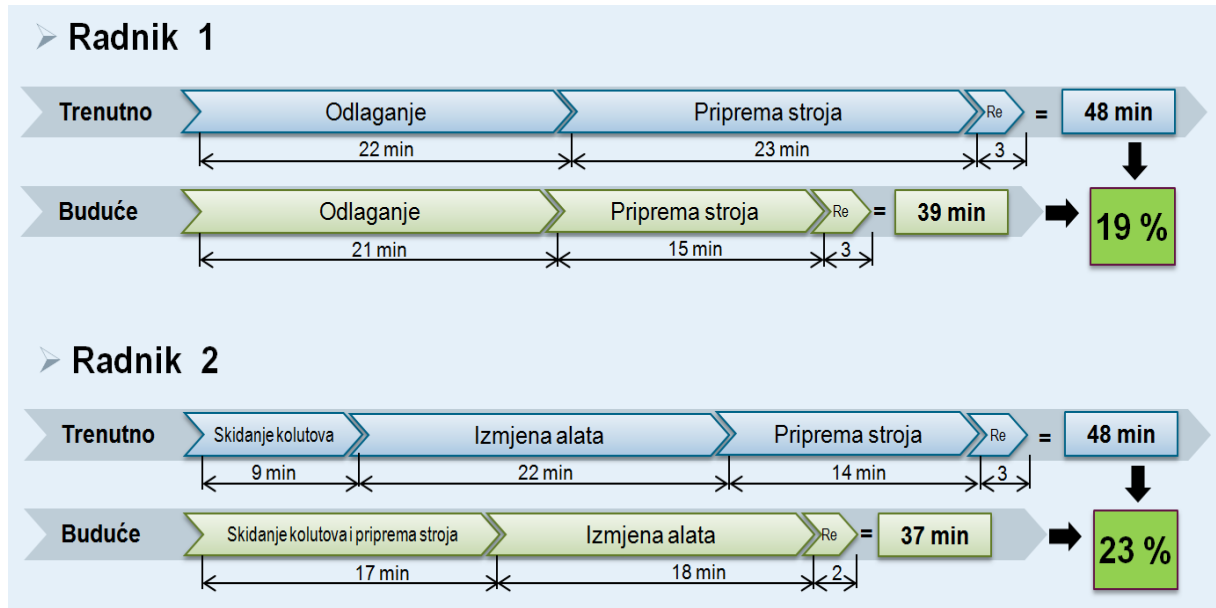 Radnik 1
Trenutno Odlaganje Priprema stroja Re = 48 min
22 min 23 min 3
Buduće Odlaganje Priprema stroja Re = 39 min 19 %
21 min 15 min 3
Radnik 2
Trenutno Skidanje kolutova Izmjena alata Priprema stroja Re = 48 min
9 min 22 min 14 min 3
Buduće Skidanje kolutova i priprema stroja Izmjena alata Re = 37 min 23 %
17 min 18 min 2